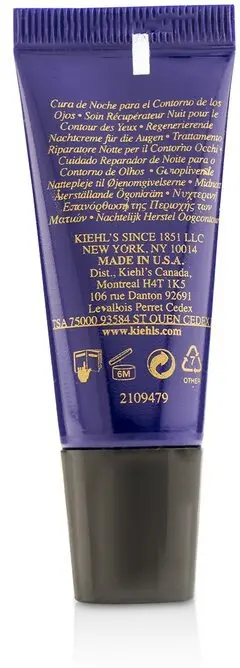 Cura de Noche para el Contorno de los
Ojos • Soin Récupérateur Nuit pour le
Contour des Yeux • Regenerierende
Nachtcreme für die Augen • Trattamento
Riparatore Notte per il Contorno Occhi •
Cuidado Reparador de Noite para o
Contorno de Olhos • Genoplivende
Nattepleje til Øjenomgivelserne • Midnatt
Herställande Ögonkräm • Νυχτερινή
Επανόρθωση της Περιοχής των
Ματιών • Nachtelijk Herstel Oogcontour
KIEHL'S SINCE 1851 LLC
NEW YORK, NY 10014
MADE IN U.S.A.
Dist., Kiehl's Canada,
Montreal H4T 1K5
106 rue Danton 92691
Levallois Perret Cedex
TSA 75000 93584 ST OUEN CEDEX
www.kiehls.com
6M
7
OTHER
2109479